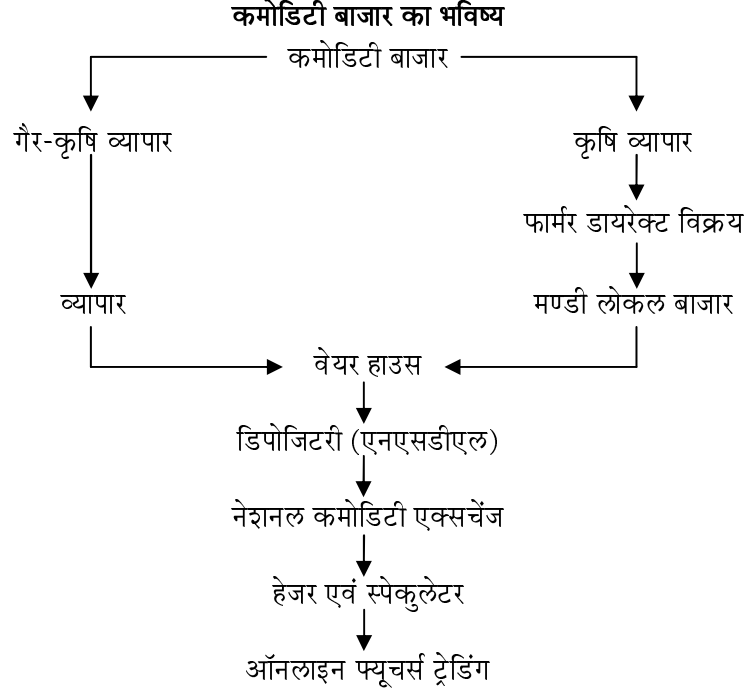 कमोडिटी बाजार का भविष्य
कमोडिटी बाजार
गैर-कृषि व्यापार
कृषि व्यापार
फार्मर डायरेक्ट विक्रय
व्यापार
मण्डी लोकल बाजार
वेयर हाउस
डिपोजिटरी (एनएसडीएल)
नेशनल कमोडिटी एक्सचेंज
हेजर एवं स्पेकुलेटर
ऑनलाइन फ्यूचर्स ट्रेडिंग